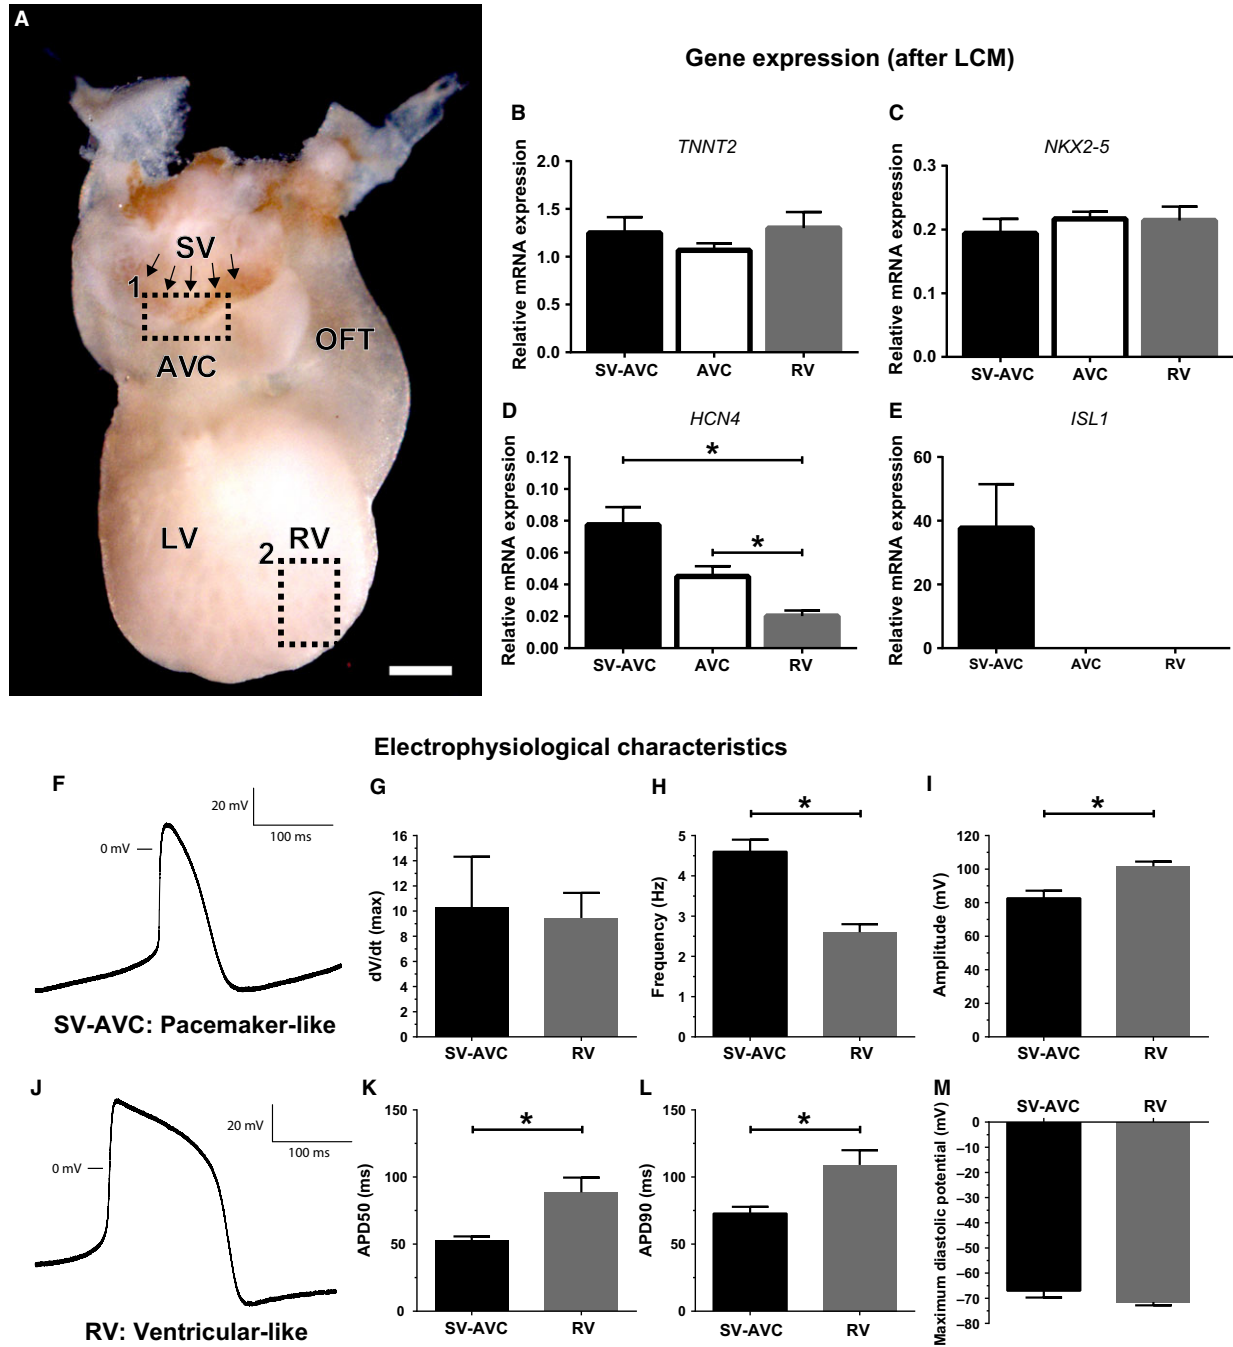 A
SV
1
AVC
OFT
LV
RV
2
Gene expression (after LCM)
B
TNNT2
Relative mRNA expression
2.0
1.5
1.0
0.5
0.0
SV-AVC
AVC
RV
C
NKX2-5
Relative mRNA expression
0.3
0.2
0.1
0.0
SV-AVC
AVC
RV
D
HCN4
Relative mRNA expression
0.12
0.10
0.08
0.06
0.04
0.02
0.00
*
*
SV-AVC
AVC
RV
E
ISL1
Relative mRNA expression
60
40
20
0
SV-AVC
AVC
RV
Electrophysiological characteristics
F
20 mV
100 ms
0 mV
SV-AVC: Pacemaker-like
G
dV/dt (max)
16
14
12
10
8
6
4
2
0
SV-AVC
RV
H
Frequency (Hz)
5
4
3
2
1
0
*
SV-AVC
RV
I
Amplitude (mV)
120
100
80
60
40
20
0
*
SV-AVC
RV
J
20 mV
100 ms
0 mV
RV: Ventricular-like
K
APD50 (ms)
150
100
50
0
*
SV-AVC
RV
L
APD90 (ms)
150
100
50
0
*
SV-AVC
RV
M
Maximum diastolic potential (mV)
SV-AVC
RV
0
–10
–20
–30
–40
–50
–60
–70
–80